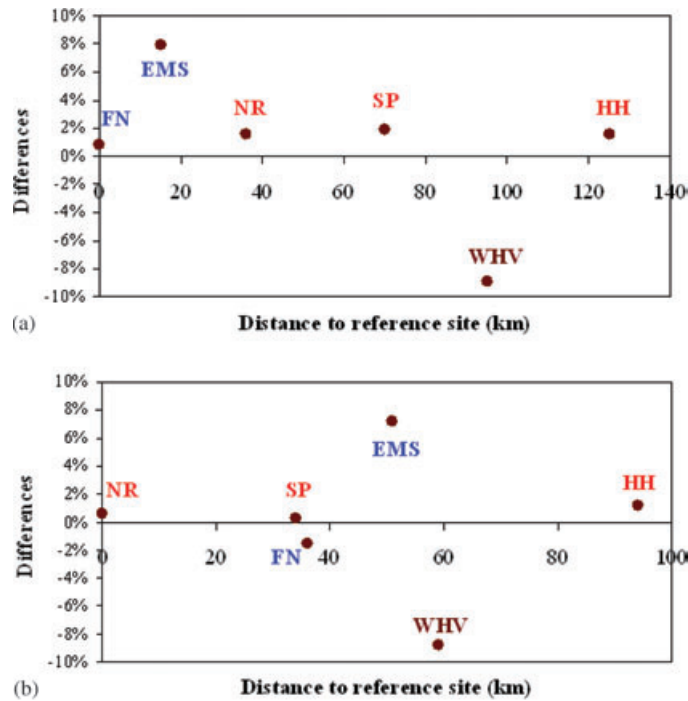 10%
8%
6%
4%
2%
0%
-2%
-4%
-6%
-8%
-10%
Differences
FN
EMS
NR
SP
HH
WHV
0 20 40 60 80 100 120 140
(a)
Distance to reference site (km)
10%
8%
6%
4%
2%
0%
-2%
-4%
-6%
-8%
-10%
Differences
NR
SP
FN
EMS
HH
WHV
0 20 40 60 80 100
(b)
Distance to reference site (km)